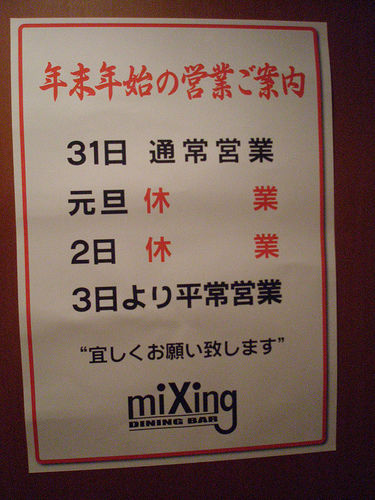 年末年始の営業ご案内
31日 通常営業
元旦 休 業
2日 休 業
3日より平常営業
“宜しくお願い致します”
miXing
DINING BAR